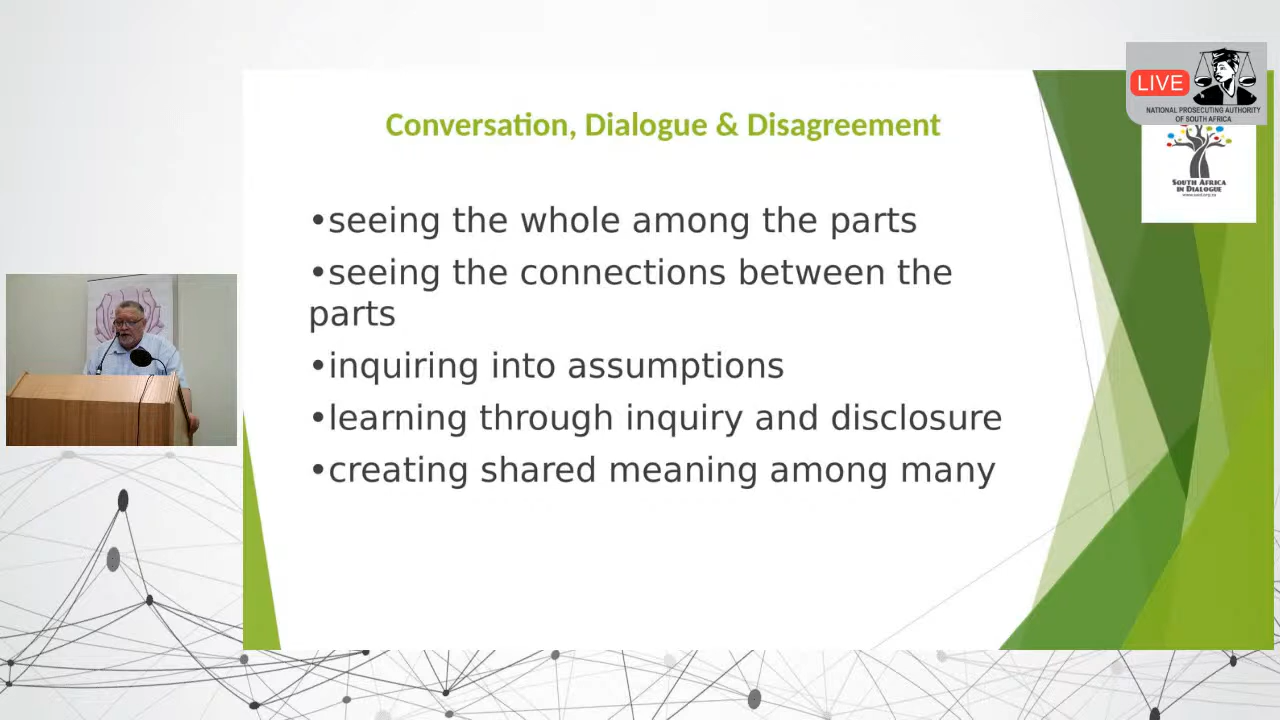 LIVE
NATIONAL PROSECUTING AUTHORITY
OF SOUTH AFRICA
SOUTH AFRICA
IN DIALOGUE
Conversation, Dialogue & Disagreement
•seeing the whole among the parts
•seeing the connections between the
parts
•inquiring into assumptions
•learning through inquiry and disclosure
•creating shared meaning among many